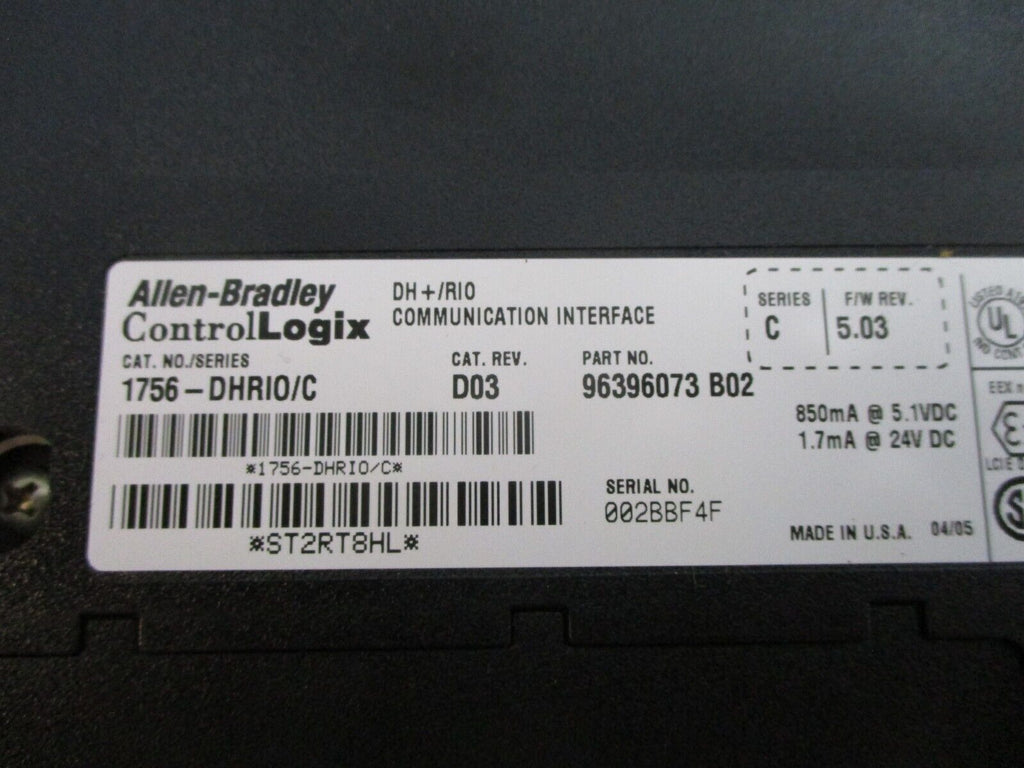 Allen-Bradley
ControlLogix
DH+/RIO
COMMUNICATION INTERFACE
SERIES
C
F/W REV.
5.03
CAT. NO./SERIES
1756-DHRIO/C
CAT. REV.
D03
PART NO.
96396073 B02
850mA @ 5.1VDC
1.7mA @ 24V DC
*1756-DHRIO/C*
SERIAL NO.
002BBF4F
*ST2RT8HL*
MADE IN U.S.A. 04/05
UL
EEX n